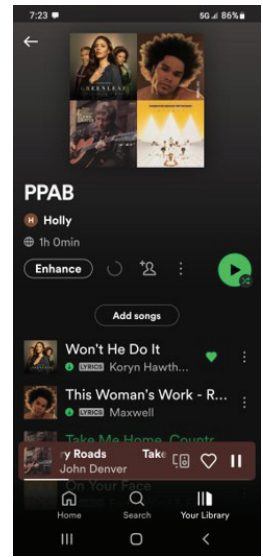 7:23
5G 86%
GREENLEAF
PPAB
H Holly
1h 0min
Enhance
Add songs
Won't He Do It
LYRICS Koryn Hawth...
This Woman's Work - R...
LYRICS Maxwell
Take Me Home, Countr
ry Roads Take
John Denver
On Your Face
Home Search Your Library